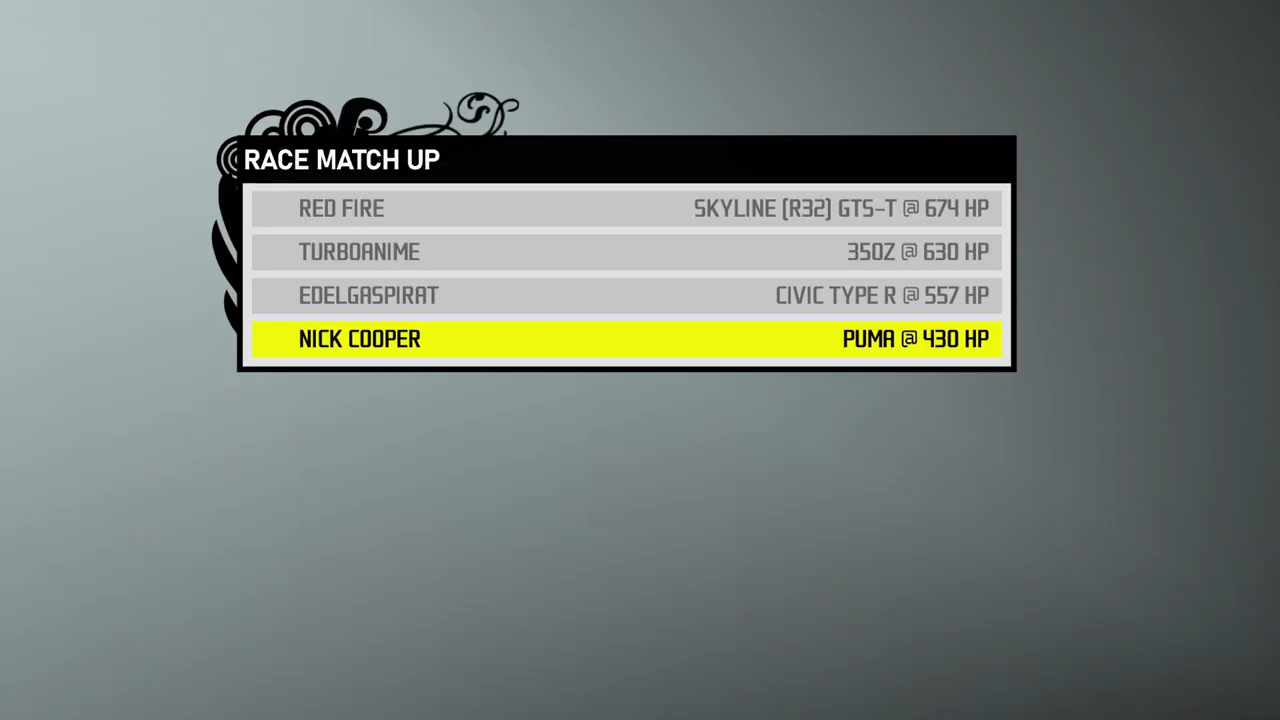 RACE MATCH UP
RED FIRE SKYLINE (R32) GTS-T @ 674 HP
TURBOANIME 350Z @ 630 HP
EDELGASPIRAT CIVIC TYPE R @ 557 HP
NICK COOPER PUMA @ 430 HP